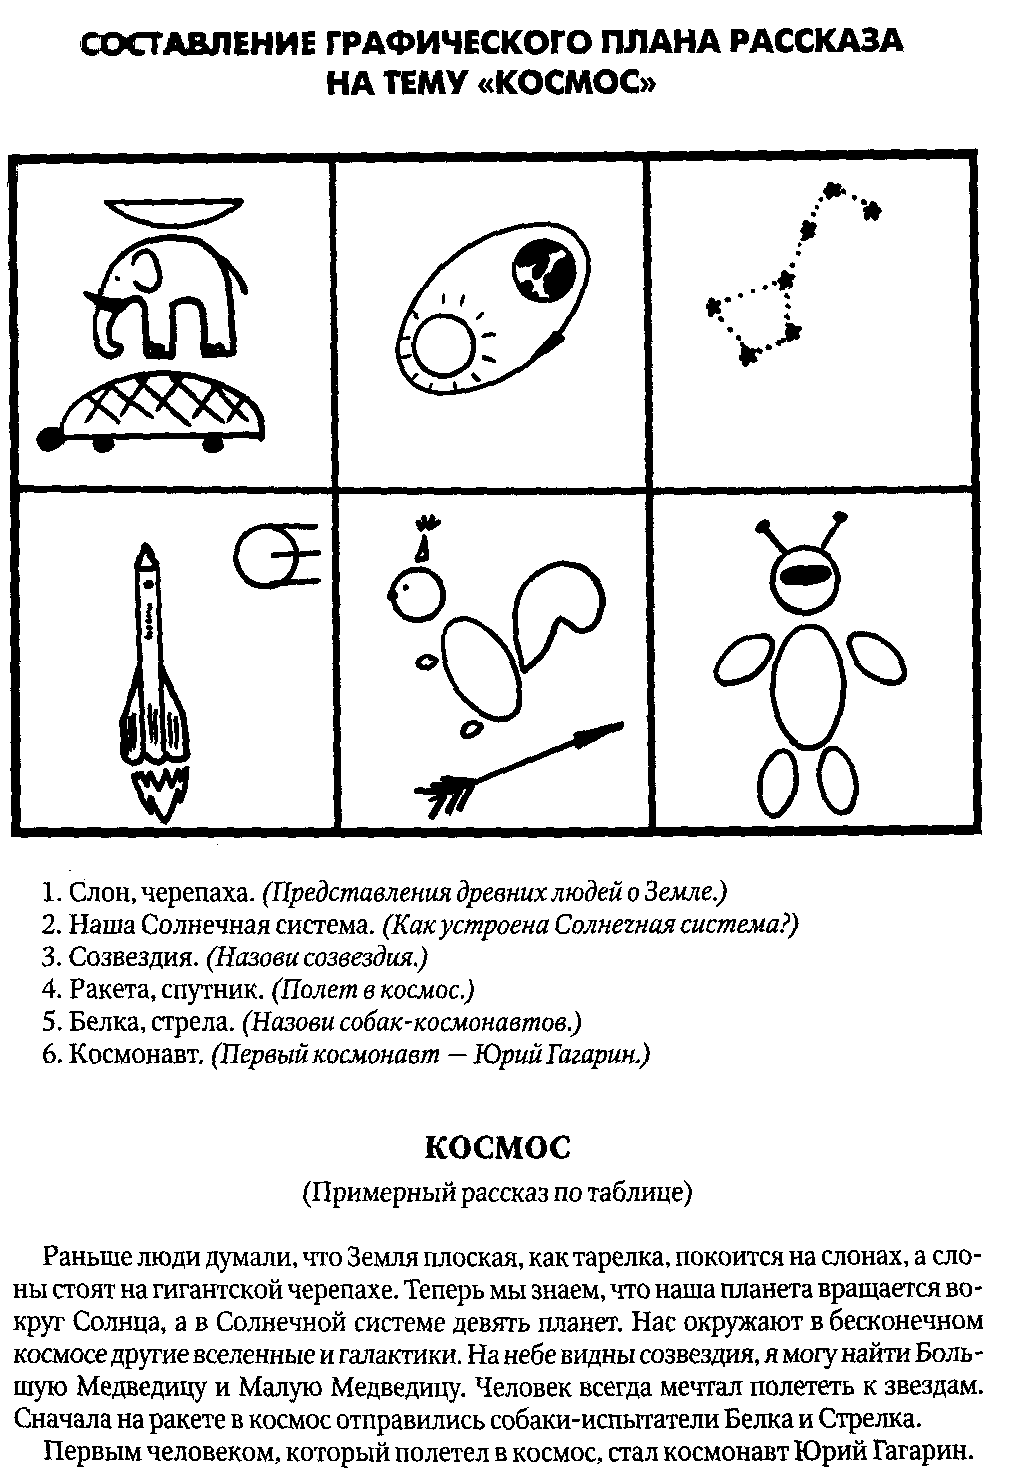 СОСТАВЛЕНИЕ ГРАФИЧЕСКОГО ПЛАНА РАССКАЗА
НА ТЕМУ «КОСМОС»
1. Слон, черепаха. (Представления древних людей о Земле.)
2. Наша Солнечная система. (Как устроена Солнечная система?)
3. Созвездия. (Назови созвездия.)
4. Ракета, спутник. (Полет в космос.)
5. Белка, стрела. (Назови собак-космонавтов.)
6. Космонавт. (Первый космонавт — Юрий Гагарин.)
КОСМОС
(Примерный рассказ по таблице)
Раньше люди думали, что Земля плоская, как тарелка, покоится на слонах, а сло-
ны стоят на гигантской черепахе. Теперь мы знаем, что наша планета вращается во-
круг Солнца, а в Солнечной системе девять планет. Нас окружают в бесконечном
космосе другие вселенные и галактики. На небе видны созвездия, я могу найти Боль-
шую Медведицу и Малую Медведицу. Человек всегда мечтал полететь к звездам.
Сначала на ракете в космос отправились собаки-испытатели Белка и Стрелка.
Первым человеком, который полетел в космос, стал космонавт Юрий Гагарин.